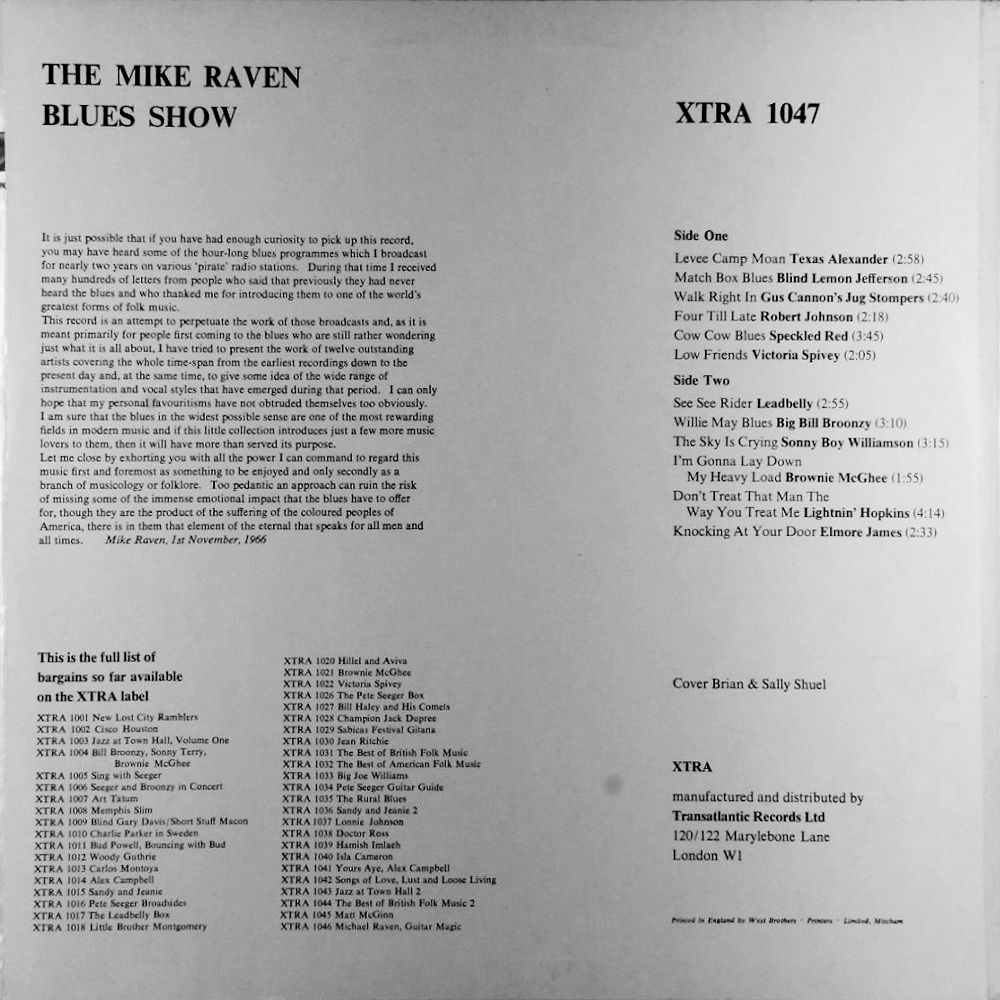 THE MIKE RAVEN
BLUES SHOW
XTRA 1047
It is just possible that if you have had enough curiosity to pick up this record,
you may have heard some of the hour-long blues programmes which I broadcast
for nearly two years on various 'pirate' radio stations. During that time I received
many hundreds of letters from people who said that previously they had never
heard the blues and who thanked me for introducing them to one of the world's
greatest forms of folk music.
This record is an attempt to perpetuate the work of those broadcasts and, as it is
meant primarily for people first coming to the blues who are still rather wondering
just what it is all about, I have tried to present the work of twelve outstanding
artists covering the whole time-span from the earliest recordings down to the
present day and, at the same time, to give some idea of the wide range of
instrumentation and vocal styles that have emerged during that period. I can only
hope that my personal favouritisms have not obtruded themselves too obviously.
I am sure that the blues in the widest possible sense are one of the most rewarding
fields in modern music and if this little collection introduces just a few more music
lovers to them, then it will have more than served its purpose.
Let me close by exhorting you with all the power I can command to regard this
music first and foremost as something to be enjoyed and only secondly as a
branch of musicology or folklore. Too pedantic an approach can ruin the risk
of missing some of the immense emotional impact that the blues have to offer
for, though they are the product of the suffering of the coloured peoples of
America, there is in them that element of the eternal that speaks for all men and
all times. Mike Raven, 1st November, 1966
Side One
Levee Camp Moan Texas Alexander (2:58)
Match Box Blues Blind Lemon Jefferson (2:45)
Walk Right In Gus Cannon's Jug Stompers (2:40)
Four Till Late Robert Johnson (2:18)
Cow Cow Blues Speckled Red (3:45)
Low Friends Victoria Spivey (2:05)
Side Two
See See Rider Leadbelly (2:55)
Willie May Blues Big Bill Broonzy (3:10)
The Sky Is Crying Sonny Boy Williamson (3:15)
I'm Gonna Lay Down
My Heavy Load Brownie McGhee (1:55)
Don't Treat That Man The
Way You Treat Me Lightnin' Hopkins (4:14)
Knocking At Your Door Elmore James (2:33)
This is the full list of
bargains so far available
on the XTRA label
XTRA 1001 New Lost City Ramblers
XTRA 1002 Cisco Houston
XTRA 1003 Jazz at Town Hall, Volume One
XTRA 1004 Bill Broonzy, Sonny Terry,
Brownie McGhee
XTRA 1005 Sing with Seeger
XTRA 1006 Seeger and Broonzy in Concert
XTRA 1007 Art Tatum
XTRA 1008 Memphis Slim
XTRA 1009 Blind Gary Davis/Short Stuff Macon
XTRA 1010 Charlie Parker in Sweden
XTRA 1011 Bud Powell, Bouncing with Bud
XTRA 1012 Woody Guthrie
XTRA 1013 Carlos Montoya
XTRA 1014 Alex Campbell
XTRA 1015 Sandy and Jeanie
XTRA 1016 Pete Seeger Broadsides
XTRA 1017 The Leadbelly Box
XTRA 1018 Little Brother Montgomery
XTRA 1020 Hillel and Aviva
XTRA 1021 Brownie McGhee
XTRA 1022 Victoria Spivey
XTRA 1026 The Pete Seeger Box
XTRA 1027 Bill Haley and His Comets
XTRA 1028 Champion Jack Dupree
XTRA 1029 Sabicas Festival Gitana
XTRA 1030 Jean Ritchie
XTRA 1031 The Best of British Folk Music
XTRA 1032 The Best of American Folk Music
XTRA 1033 Big Joe Williams
XTRA 1034 Pete Seeger Guitar Guide
XTRA 1035 The Rural Blues
XTRA 1036 Sandy and Jeanie 2
XTRA 1037 Lonnie Johnson
XTRA 1038 Doctor Ross
XTRA 1039 Hamish Imlach
XTRA 1040 Isla Cameron
XTRA 1041 Yours Aye, Alex Campbell
XTRA 1042 Songs of Love, Lust and Loose Living
XTRA 1043 Jazz at Town Hall 2
XTRA 1044 The Best of British Folk Music 2
XTRA 1045 Matt McGinn
XTRA 1046 Michael Raven, Guitar Magic
Cover Brian & Sally Shuel
XTRA
manufactured and distributed by
Transatlantic Records Ltd
120/122 Marylebone Lane
London W1
Printed in England by West Brothers · Printers · Limited, Mitcham